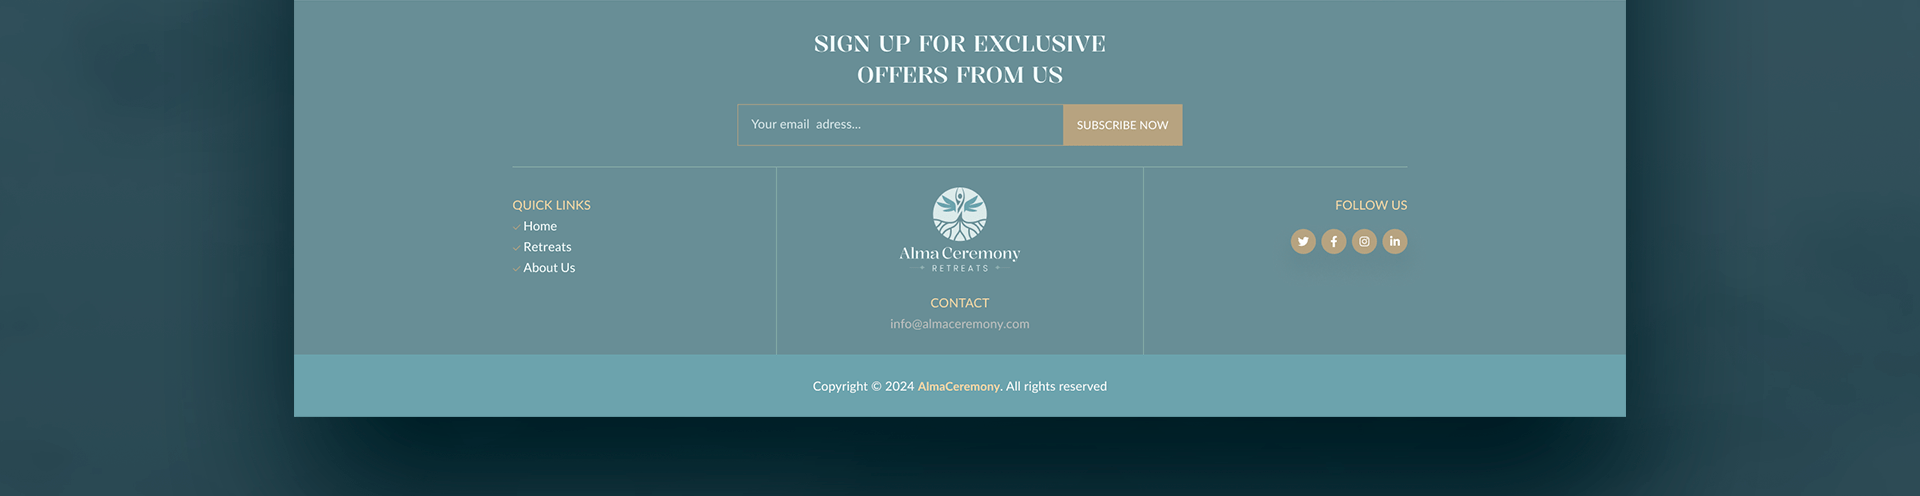 SIGN UP FOR EXCLUSIVE
OFFERS FROM US
Your email  adress...
SUBSCRIBE NOW
QUICK LINKS
Home
Retreats
About Us
Alma Ceremony
RETREATS
CONTACT
info@almaceremony.com
FOLLOW US
Copyright © 2024 AlmaCeremony. All rights reserved